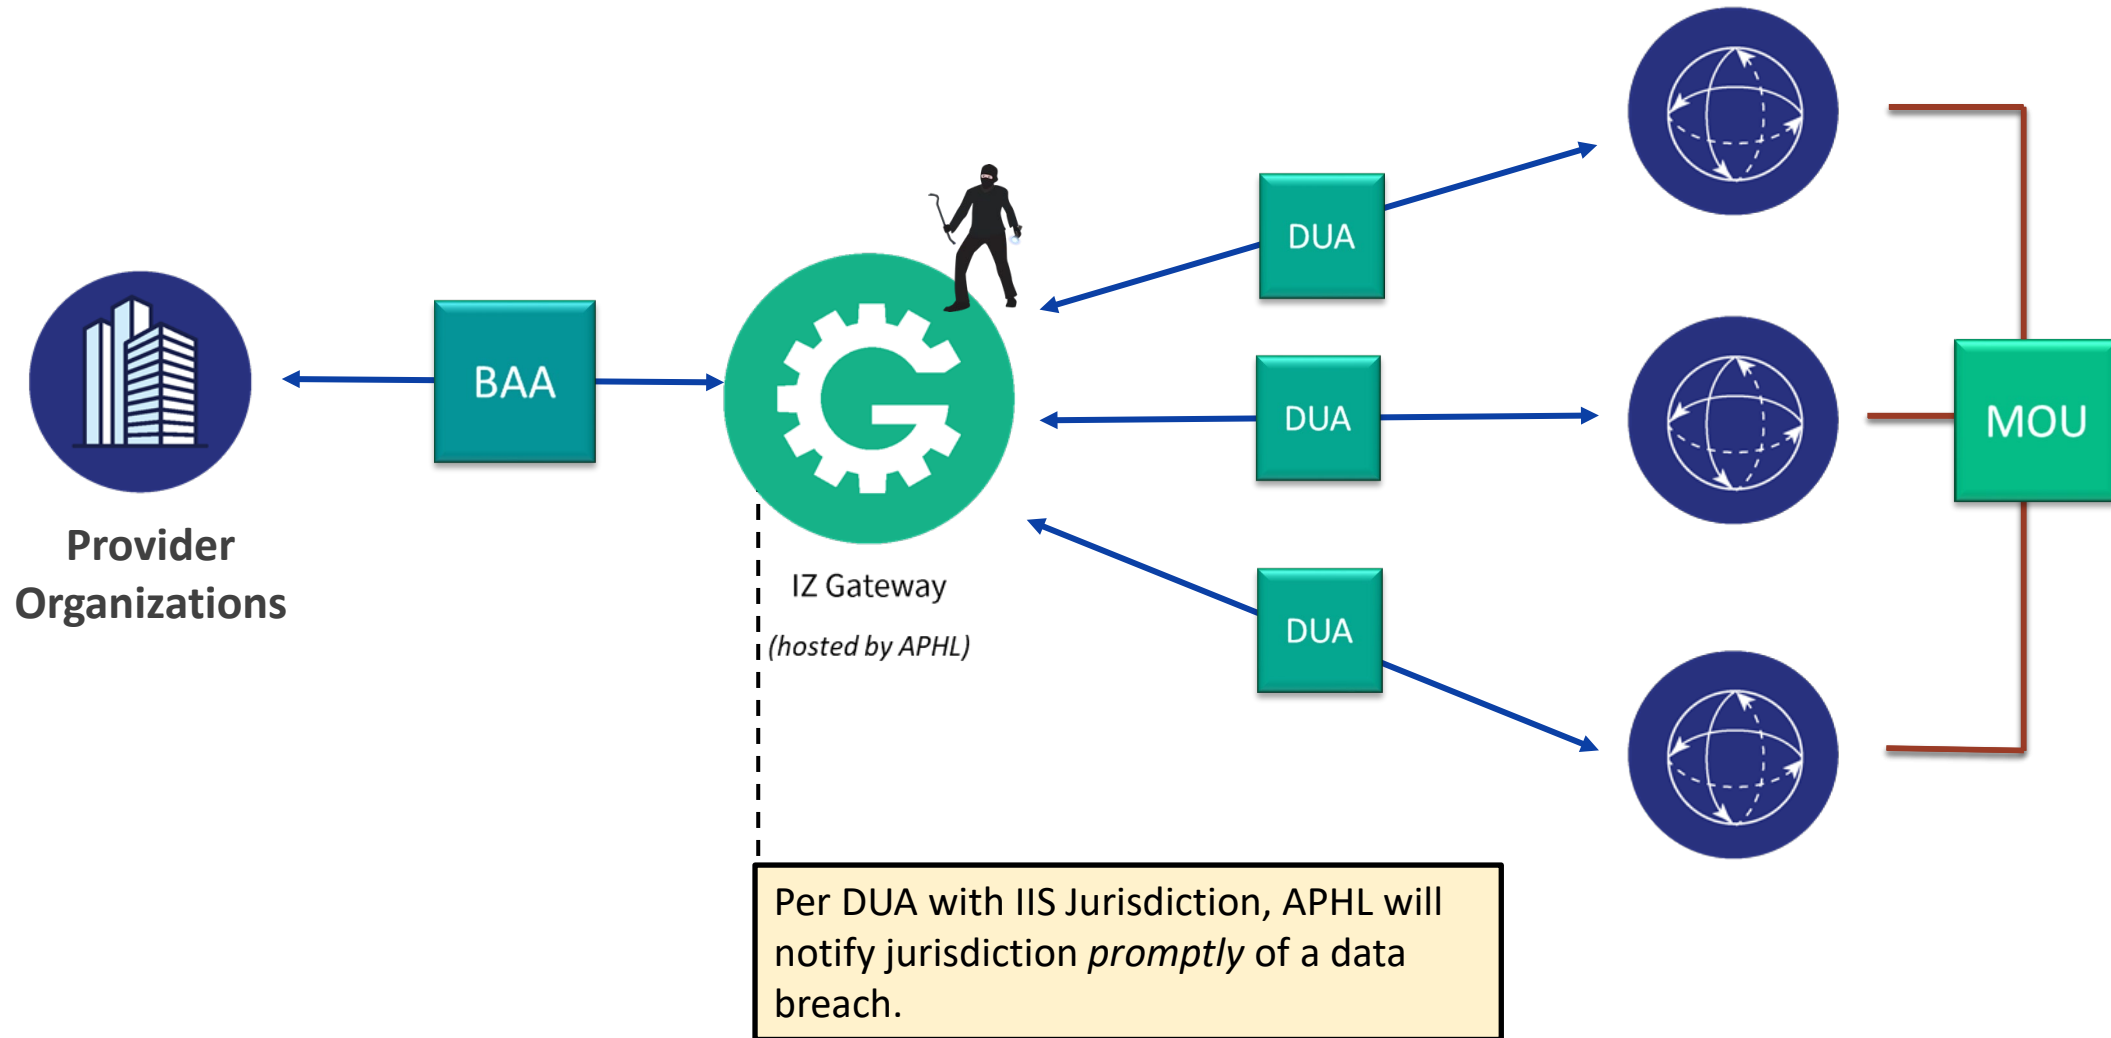 Provider
Organizations
BAA
IZ Gateway
(hosted by APHL)
DUA
DUA
DUA
MOU
Per DUA with IIS Jurisdiction, APHL will
notify jurisdiction promptly of a data
breach.